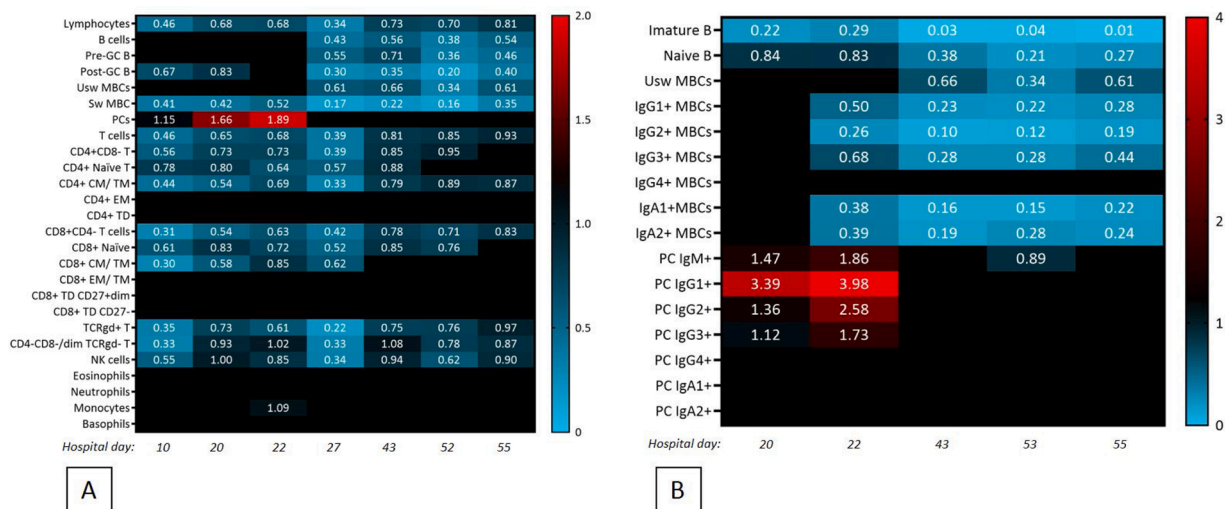 Lymphocytes 0.46 0.68 0.68 0.34 0.73 0.70 0.81
B cells 0.43 0.56 0.38 0.54
Pre-GC B 0.55 0.71 0.36 0.46
Post-GC B 0.67 0.83 0.30 0.35 0.20 0.40
Usw MBCs 0.61 0.66 0.34 0.61
Sw MBC 0.41 0.42 0.52 0.17 0.22 0.16 0.35
PCs 1.15 1.66 1.89
T cells 0.46 0.65 0.68 0.39 0.81 0.85 0.93
CD4+CD8- T 0.56 0.73 0.73 0.39 0.85 0.95
CD4+ Naïve T 0.78 0.80 0.64 0.57 0.88
CD4+ CM/ TM 0.44 0.54 0.69 0.33 0.79 0.89 0.87
CD4+ EM
CD4+ TD
CD8+CD4- T cells 0.31 0.54 0.63 0.42 0.78 0.71 0.83
CD8+ Naïve 0.61 0.83 0.72 0.52 0.85 0.76
CD8+ CM/ TM 0.30 0.58 0.85 0.62
CD8+ EM/ TM
CD8+ TD CD27+dim
CD8+ TD CD27-
TCRgd+ T 0.35 0.73 0.61 0.22 0.75 0.76 0.97
CD4-CD8-/dim TCRgd- T 0.33 0.93 1.02 0.33 1.08 0.78 0.87
NK cells 0.55 1.00 0.85 0.34 0.94 0.62 0.90
Eosinophils
Neutrophils
Monocytes 1.09
Basophils
Hospital day: 10 20 22 27 43 52 55
2.0
1.5
1.0
0.5
0
A
Imature B 0.22 0.29 0.03 0.04 0.01
Naive B 0.84 0.83 0.38 0.21 0.27
Usw MBCs 0.66 0.34 0.61
IgG1+ MBCs 0.50 0.23 0.22 0.28
IgG2+ MBCs 0.26 0.10 0.12 0.19
IgG3+ MBCs 0.68 0.28 0.28 0.44
IgG4+ MBCs
IgA1+MBCs 0.38 0.16 0.15 0.22
IgA2+ MBCs 0.39 0.19 0.28 0.24
PC IgM+ 1.47 1.86 0.89
PC IgG1+ 3.39 3.98
PC IgG2+ 1.36 2.58
PC IgG3+ 1.12 1.73
PC IgG4+
PC IgA1+
PC IgA2+
Hospital day: 20 22 43 53 55
4
3
2
1
0
B